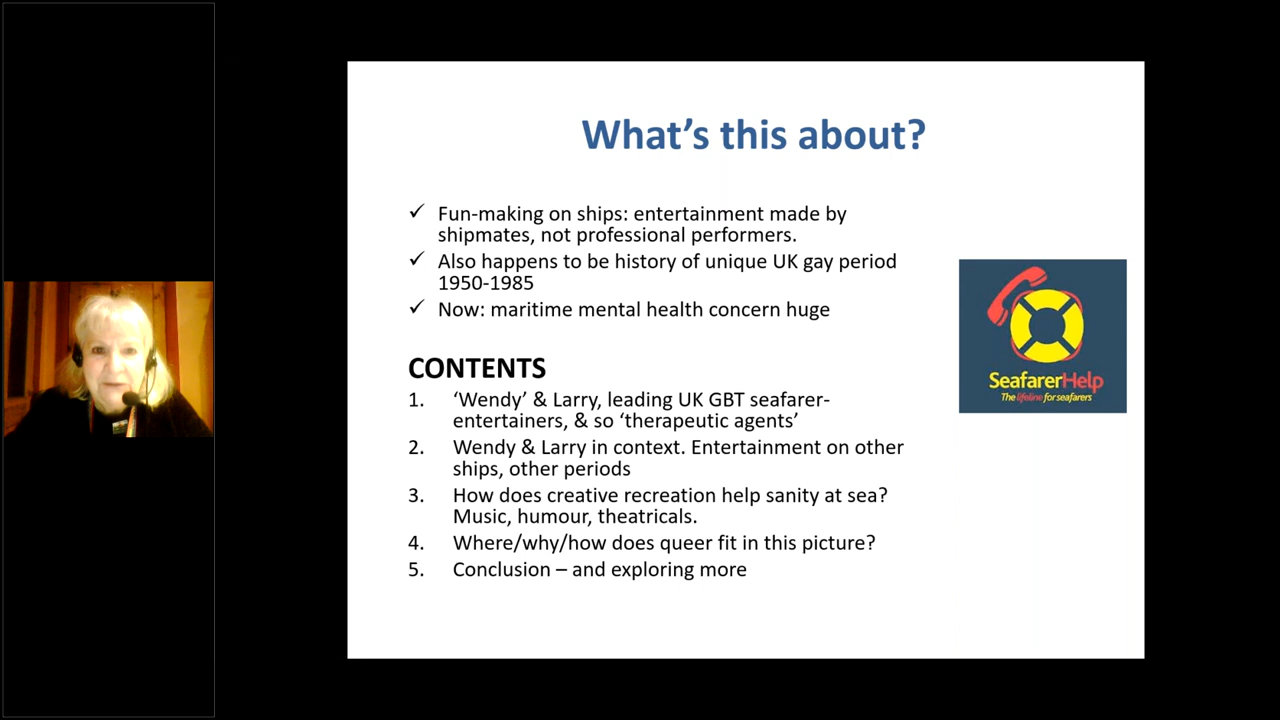 What’s this about?
✓ Fun-making on ships: entertainment made by
shipmates, not professional performers.
✓ Also happens to be history of unique UK gay period
1950-1985
✓ Now: maritime mental health concern huge
CONTENTS
1. ‘Wendy’ & Larry, leading UK GBT seafarer-
entertainers, & so ‘therapeutic agents’
2. Wendy & Larry in context. Entertainment on other
ships, other periods
3. How does creative recreation help sanity at sea?
Music, humour, theatricals.
4. Where/why/how does queer fit in this picture?
5. Conclusion – and exploring more
SeafarerHelp
The lifeline for seafarers